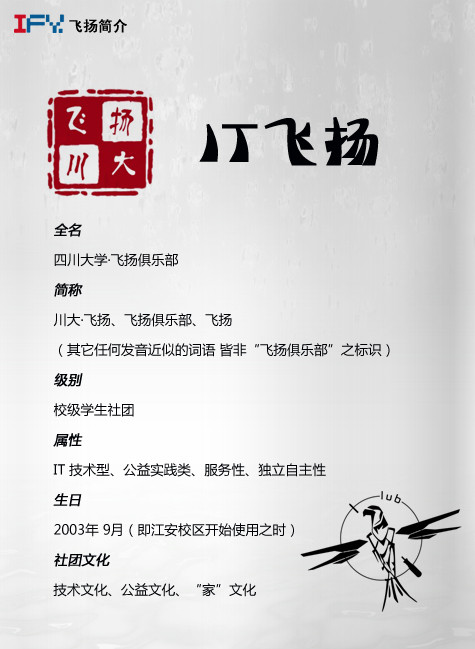 IFY 飞扬简介
飞扬
川大
IT飞扬
全名
四川大学·飞扬俱乐部
简称
川大·飞扬、飞扬俱乐部、飞扬
（其它任何发音近似的词语 皆非“飞扬俱乐部”之标识）
级别
校级学生社团
属性
IT 技术型、公益实践类、服务性、独立自主性
生日
2003年 9月（即江安校区开始使用之时）
社团文化
技术文化、公益文化、“家”文化
lub